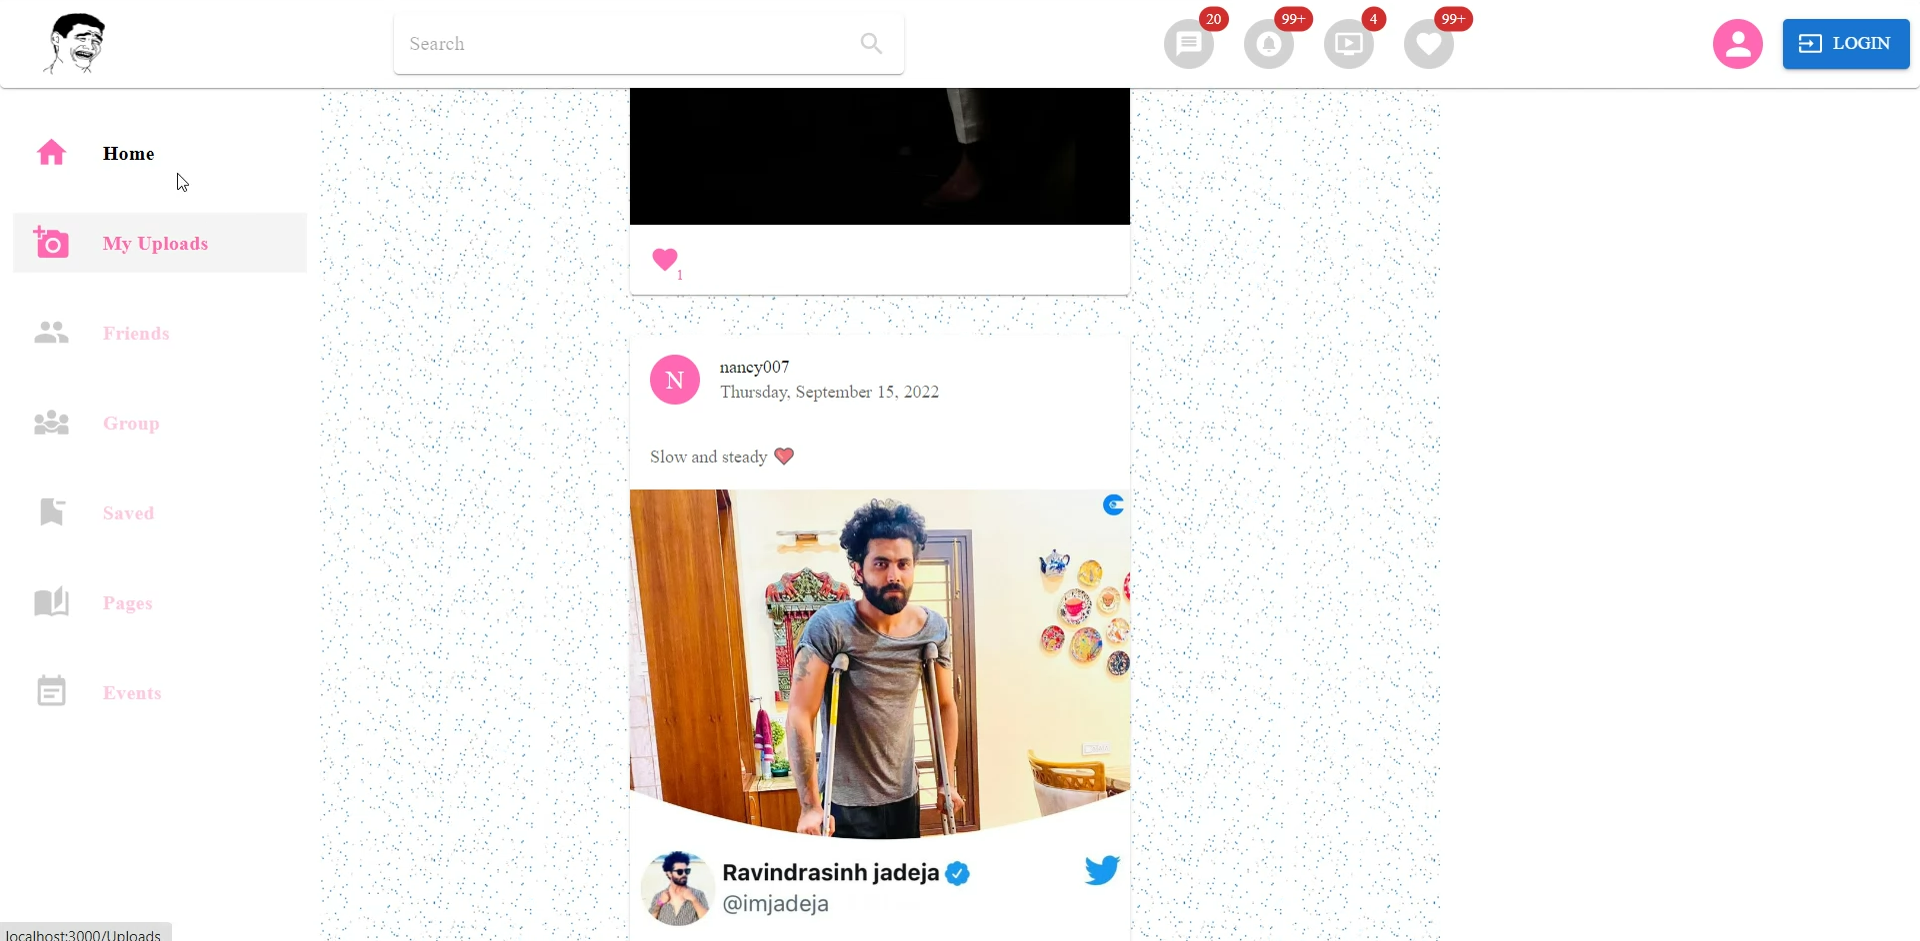 Search
20
99+
4
99+
LOGIN
Home
My Uploads
Friends
Group
Saved
Pages
Events
1
N
nancy007
Thursday, September 15, 2022
Slow and steady ❤️
Ravindrasinh jadeja
@imjadeja
localhost:3000/Uploads